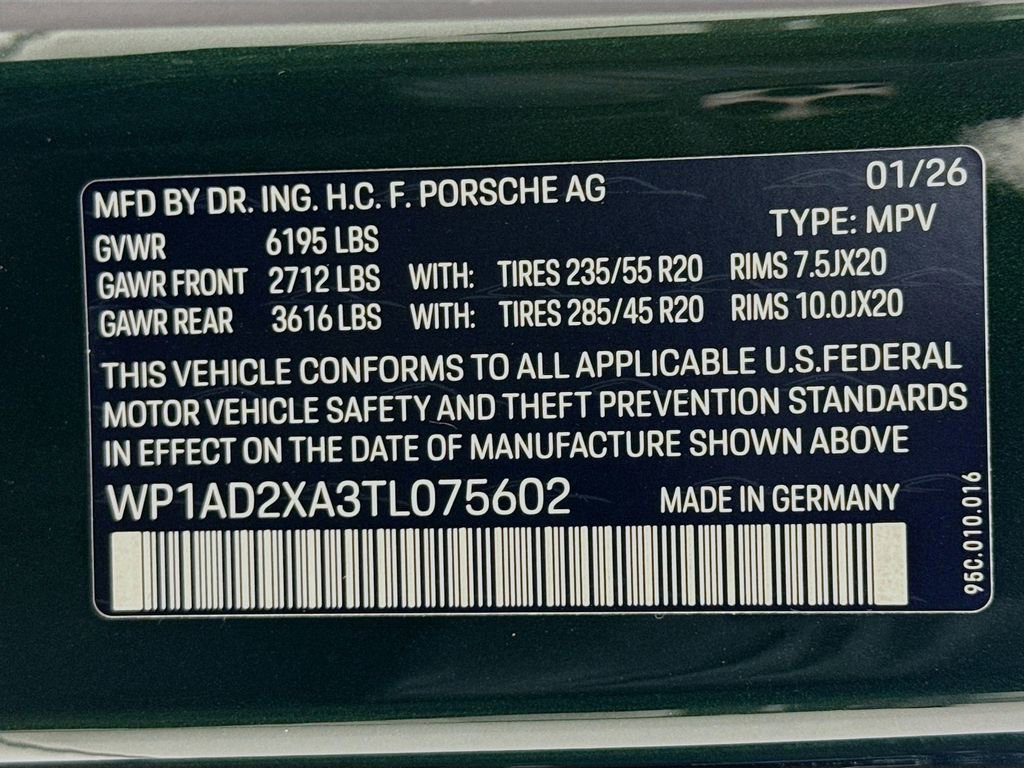 MFD BY DR. ING. H.C. F. PORSCHE AG 01/26
TYPE: MPV
GVWR 6195 LBS
GAWR FRONT 2712 LBS WITH: TIRES 235/55 R20 RIMS 7.5JX20
GAWR REAR 3616 LBS WITH: TIRES 285/45 R20 RIMS 10.0JX20
THIS VEHICLE CONFORMS TO ALL APPLICABLE U.S.FEDERAL
MOTOR VEHICLE SAFETY AND THEFT PREVENTION STANDARDS
IN EFFECT ON THE DATE OF MANUFACTURE SHOWN ABOVE
WP1AD2XA3TL075602 MADE IN GERMANY
95C.010.016